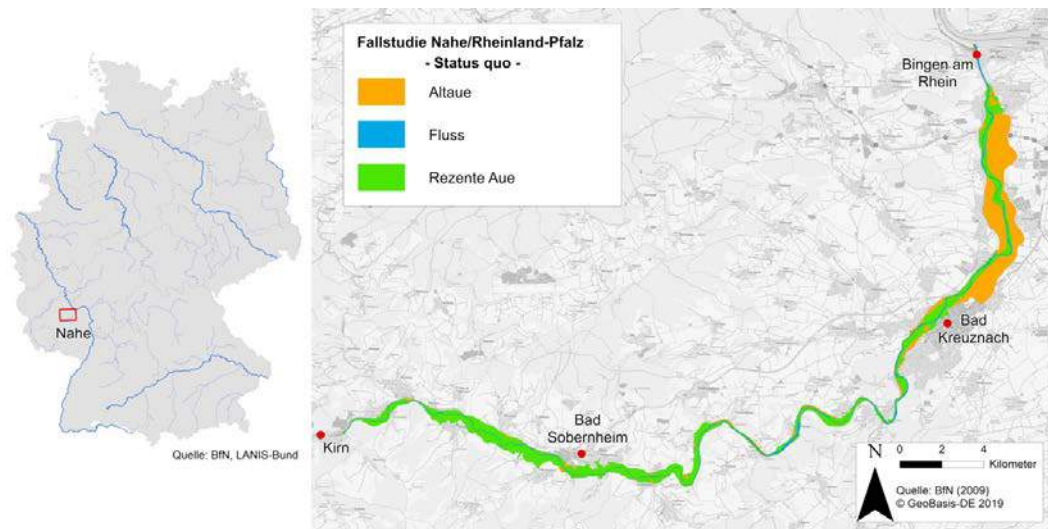 Nahe
Quelle: BfN, LANIS-Bund
Fallstudie Nahe/Rheinland-Pfalz
- Status quo -
Altaue
Fluss
Rezente Aue
Bingen am
Rhein
Bad
Kreuznach
Bad
Sobernheim
Kirn
N
0 2 4
Kilometer
Quelle: BfN (2009)
© GeoBasis-DE 2019